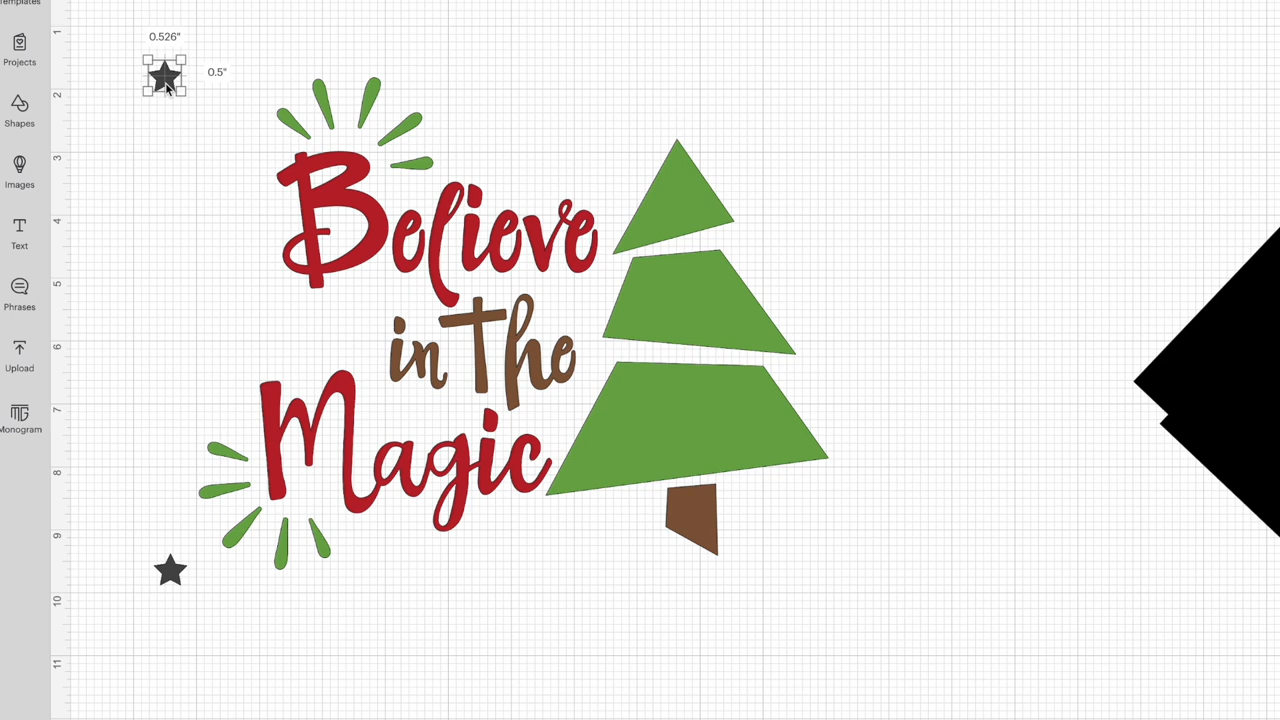 Templates
Projects
Shapes
Images
Text
Phrases
Upload
MG
Monogram
0.526"
0.5"
1
2
3
4
5
6
7
8
9
10
11
Believe
in The
Magic